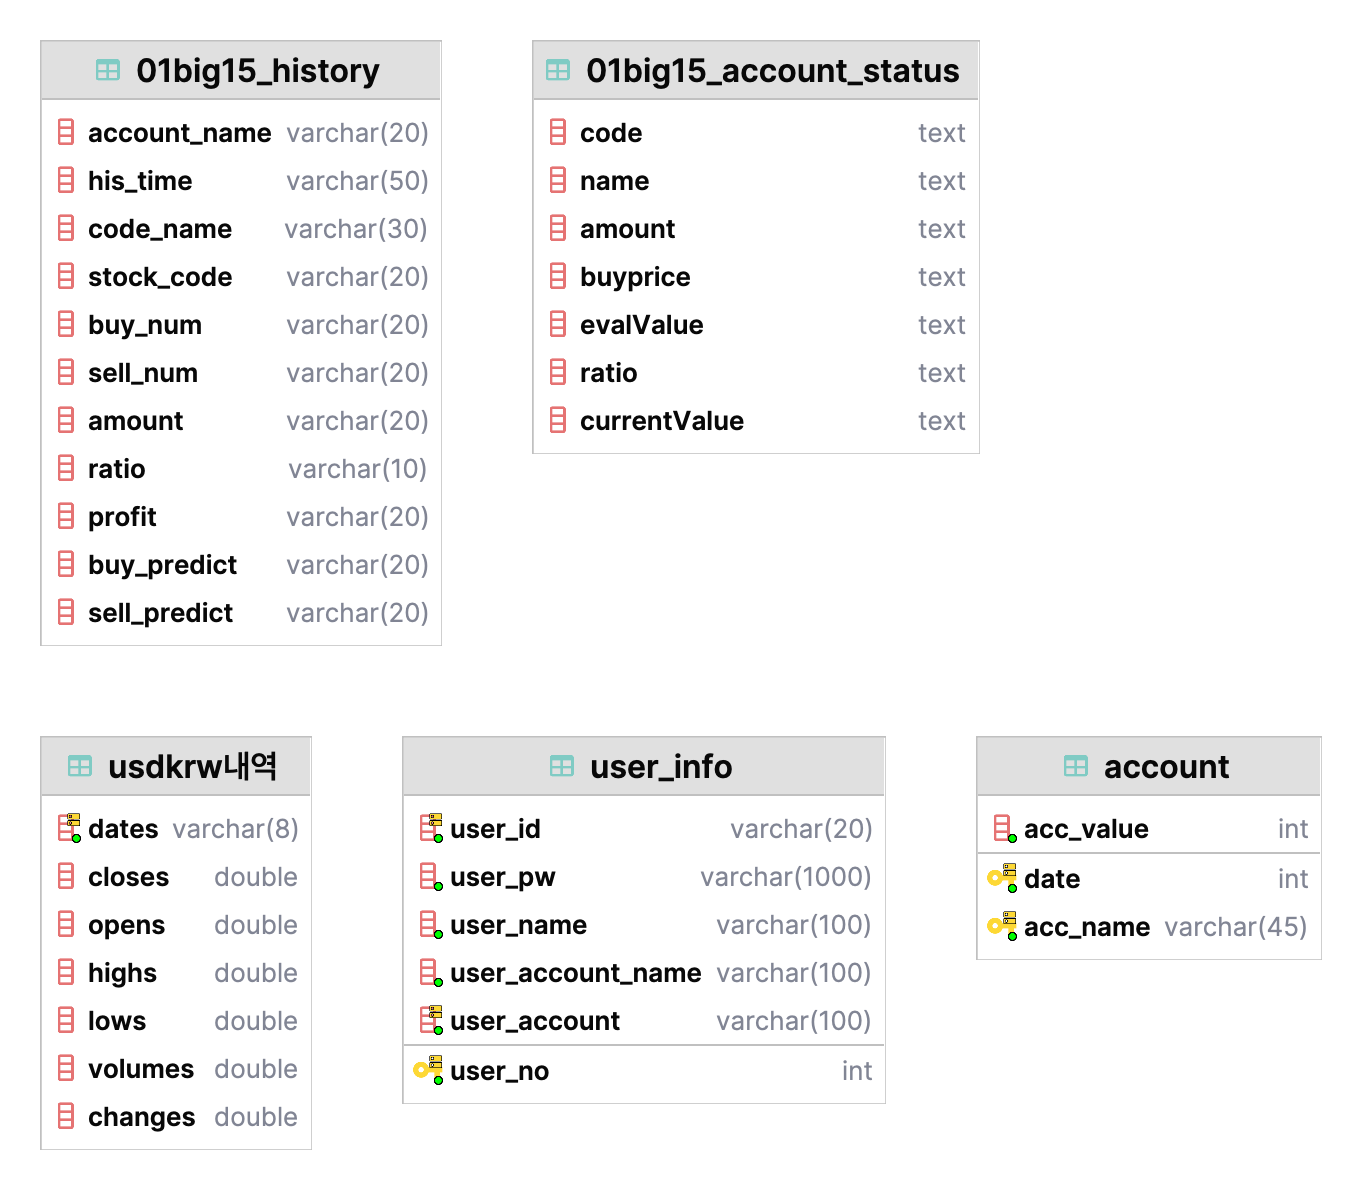 01big15_history
account_name varchar(20)
his_time varchar(50)
code_name varchar(30)
stock_code varchar(20)
buy_num varchar(20)
sell_num varchar(20)
amount varchar(20)
ratio varchar(10)
profit varchar(20)
buy_predict varchar(20)
sell_predict varchar(20)
01big15_account_status
code text
name text
amount text
buyprice text
evalValue text
ratio text
currentValue text
usdkrw내역
dates varchar(8)
closes double
opens double
highs double
lows double
volumes double
changes double
user_info
user_id varchar(20)
user_pw varchar(1000)
user_name varchar(100)
user_account_name varchar(100)
user_account varchar(100)
user_no int
account
acc_value int
date int
acc_name varchar(45)